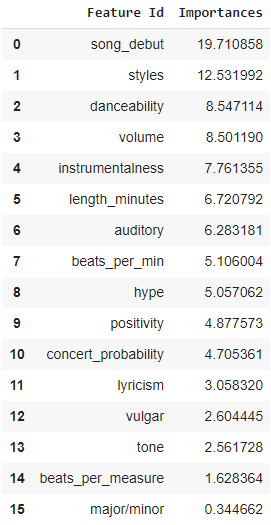 Feature Id Importances
0 song_debut 19.710858
1 styles 12.531992
2 danceability 8.547114
3 volume 8.501190
4 instrumentalness 7.761355
5 length_minutes 6.720792
6 auditory 6.283181
7 beats_per_min 5.106004
8 hype 5.057062
9 positivity 4.877573
10 concert_probability 4.705361
11 lyricism 3.058320
12 vulgar 2.604445
13 tone 2.561728
14 beats_per_measure 1.628364
15 major/minor 0.344662